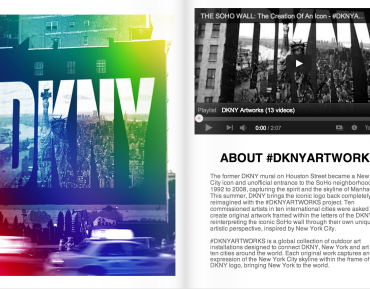 DKNY
THE SOHO WALL: The Creation Of An Icon - #DKNYA...
Playlist DKNY Artworks (13 videos)
0:00 / 2:07
ABOUT #DKNYARTWORK
The former DKNY mural on Houston Street became a New
City icon and unofficial entrance to the SoHo neighborhood
1992 to 2008, capturing the spirit and the skyline of Manha
This summer, DKNY brings the iconic logo back completely
reimagined with the #DKNYARTWORKS project. Ten
commissioned artists in ten international cities were asked
create original artwork framed within the letters of the DKNY
reinterpreting the iconic SoHo wall through their own uniqu
artistic perspective, inspired by New York City.
#DKNYARTWORKS is a global collection of outdoor art
installations designed to connect DKNY, New York and art
ten cities around the world. Each original work captures an
expression of the New York City skyline within the frame of
DKNY logo, bringing New York to the world.